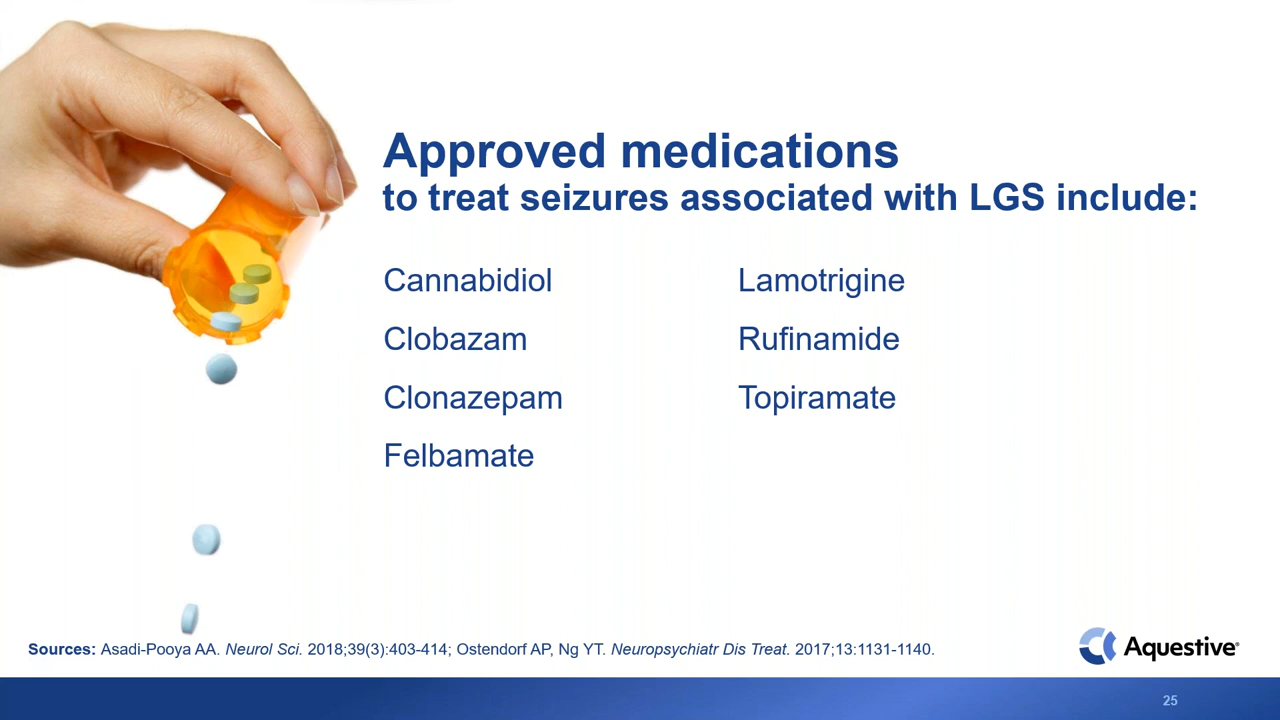 Approved medications
to treat seizures associated with LGS include:
Cannabidiol
Clobazam
Clonazepam
Felbamate
Lamotrigine
Rufinamide
Topiramate
Sources: Asadi-Pooya AA. Neurol Sci. 2018;39(3):403-414; Ostendorf AP, Ng YT. Neuropsychiatr Dis Treat. 2017;13:1131-1140.
Aquestive®
25